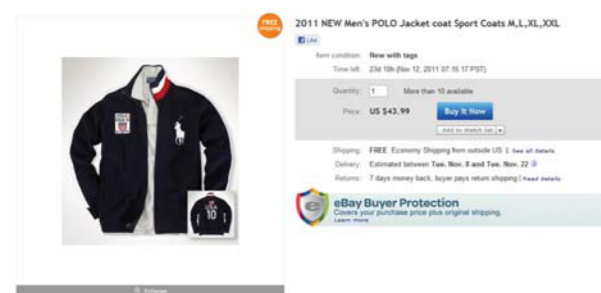 FREE
shipping
2011 NEW Men's POLO Jacket coat Sport Coats M,L,XL,XXL
Like
Item condition: New with tags
Time left: 23d 18h (Nov 12, 2011 07:16:17 PST)
Quantity: 1 More than 10 available
Price: US $43.99 Buy It Now
Add to Watch list
Shipping: FREE Economy Shipping from outside US | See all details
Delivery: Estimated between Tue. Nov. 8 and Tue. Nov. 22
Returns: 7 days money back, buyer pays return shipping | Read details
eBay Buyer Protection
Covers your purchase price plus original shipping.
Learn more
USA
10
Enlarge